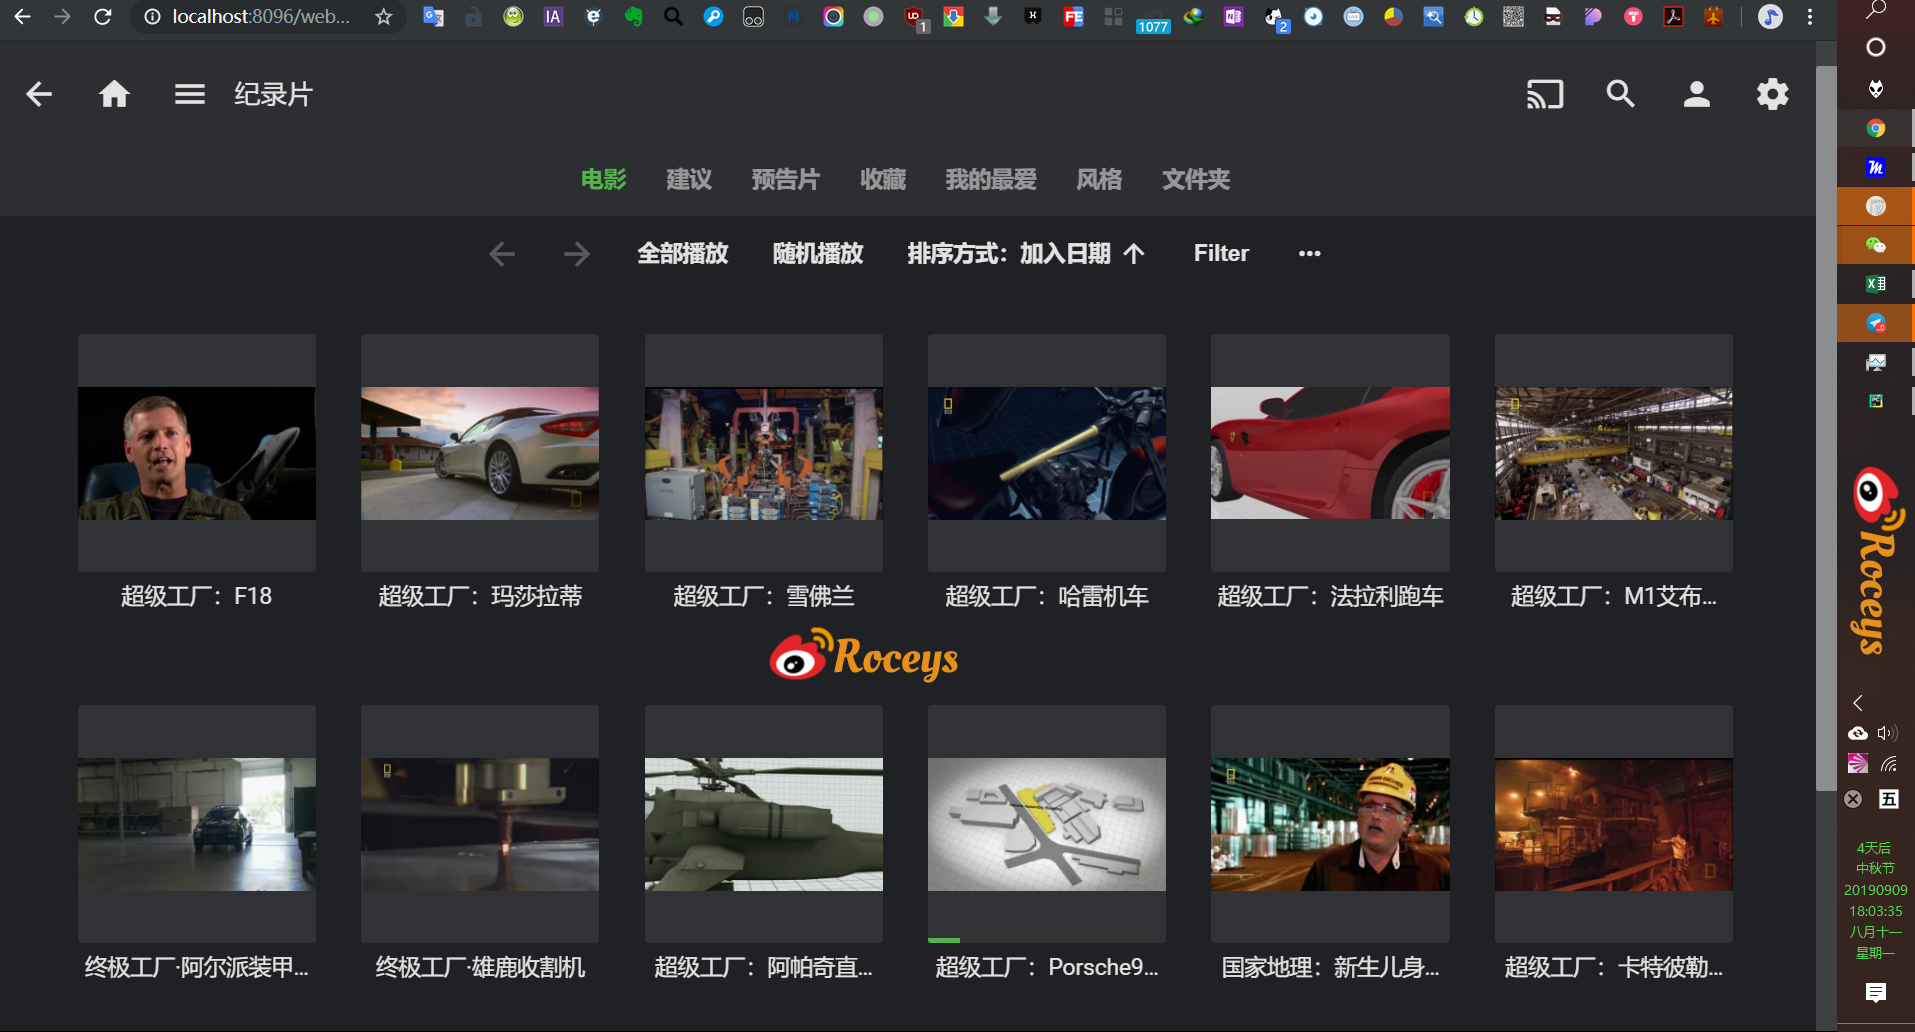 localhost:8096/web...
IA
1
1077
2
纪录片
电影 建议 预告片 收藏 我的最爱 风格 文件夹
全部播放 随机播放 排序方式：加入日期 Filter
超级工厂：F18
超级工厂：玛莎拉蒂
超级工厂：雪佛兰
超级工厂：哈雷机车
超级工厂：法拉利跑车
超级工厂：M1艾布...
Roceys
终极工厂·阿尔派装甲...
终极工厂·雄鹿收割机
超级工厂：阿帕奇直...
超级工厂：Porsche9...
国家地理：新生儿身...
超级工厂：卡特彼勒...
Roceys
五
4天后
中秋节
20190909
18:03:35
八月十一
星期一